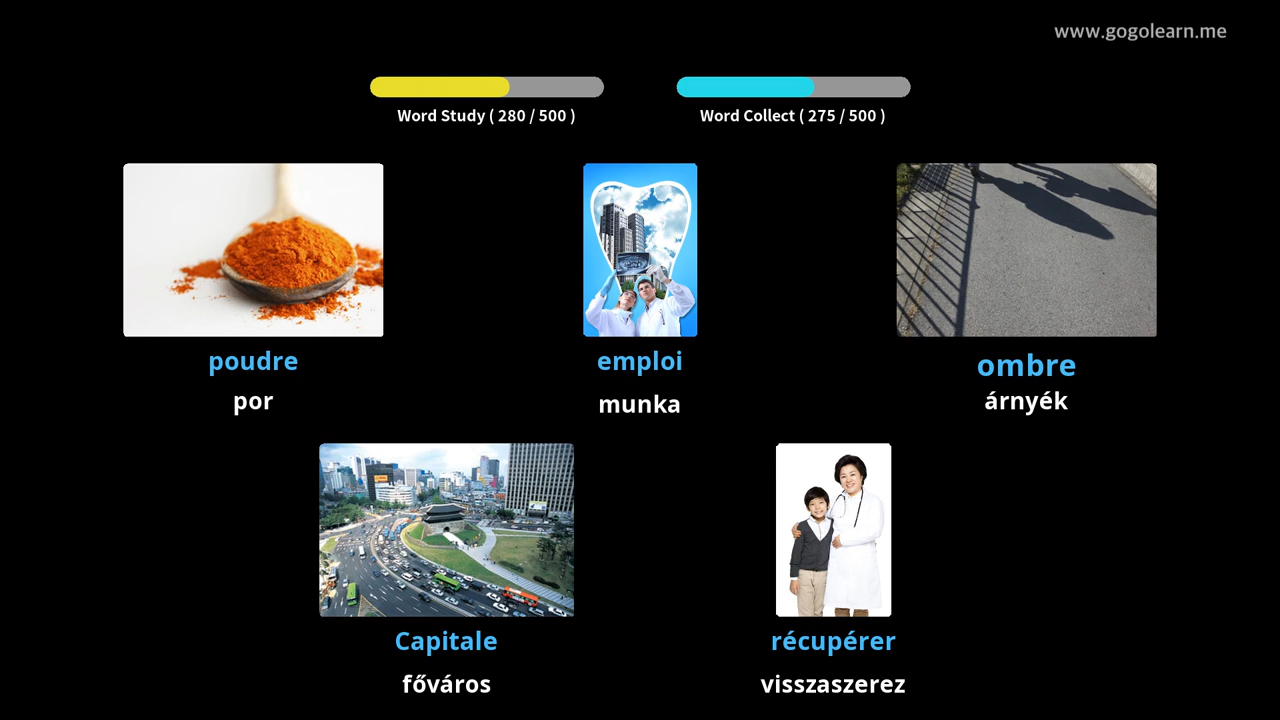 www.gogolearn.me
Word Study ( 280 / 500 )
Word Collect ( 275 / 500 )
poudre
emploi
ombre
por
munka
árnyék
Capitale
récupérer
főváros
visszaszerez